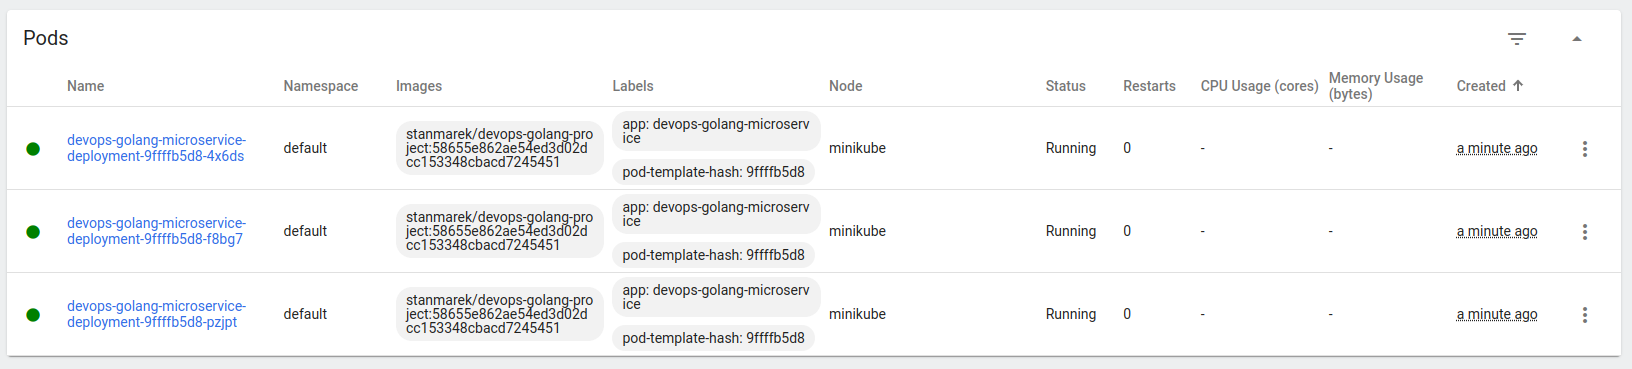 Pods
Name Namespace Images Labels Node Status Restarts CPU Usage (cores) Memory Usage (bytes) Created
devops-golang-microservice-
deployment-9ffffb5d8-4x6ds
default
stanmarek/devops-golang-pro
ject:58655e862ae54ed3d02d
cc153348cbacd7245451
app: devops-golang-microserv
ice
pod-template-hash: 9ffffb5d8
minikube
Running
0
-
-
a minute ago
devops-golang-microservice-
deployment-9ffffb5d8-f8bg7
default
stanmarek/devops-golang-pro
ject:58655e862ae54ed3d02d
cc153348cbacd7245451
app: devops-golang-microserv
ice
pod-template-hash: 9ffffb5d8
minikube
Running
0
-
-
a minute ago
devops-golang-microservice-
deployment-9ffffb5d8-pzjpt
default
stanmarek/devops-golang-pro
ject:58655e862ae54ed3d02d
cc153348cbacd7245451
app: devops-golang-microserv
ice
pod-template-hash: 9ffffb5d8
minikube
Running
0
-
-
a minute ago